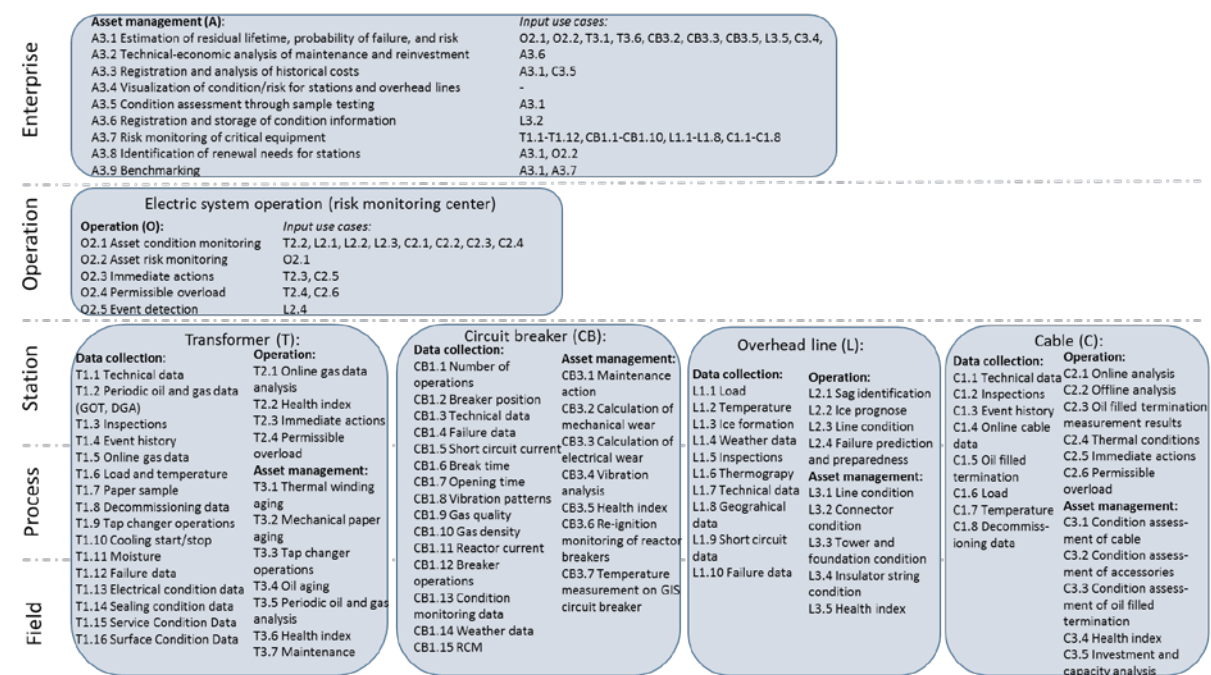 Enterprise
Asset management (A):
Input use cases:
A3.1 Estimation of residual lifetime, probability of failure, and risk
O2.1, O2.2, T3.1, T3.6, CB3.2, CB3.3, CB3.5, L3.5, C3.4,
A3.2 Technical-economic analysis of maintenance and reinvestment
A3.6
A3.3 Registration and analysis of historical costs
A3.1, C3.5
A3.4 Visualization of condition/risk for stations and overhead lines
-
A3.5 Condition assessment through sample testing
A3.1
A3.6 Registration and storage of condition information
L3.2
A3.7 Risk monitoring of critical equipment
T1.1-T1.12, CB1.1-CB1.10, L1.1-L1.8, C1.1-C1.8
A3.8 Identification of renewal needs for stations
A3.1, O2.2
A3.9 Benchmarking
A3.1, A3.7
Operation
Electric system operation (risk monitoring center)
Operation (O):
Input use cases:
O2.1 Asset condition monitoring
T2.2, L2.1, L2.2, L2.3, C2.1, C2.2, C2.3, C2.4
O2.2 Asset risk monitoring
O2.1
O2.3 Immediate actions
T2.3, C2.5
O2.4 Permissible overload
T2.4, C2.6
O2.5 Event detection
L2.4
Station
Process
Field
Transformer (T):
Data collection:
T1.1 Technical data
T1.2 Periodic oil and gas data
(GOT, DGA)
T1.3 Inspections
T1.4 Event history
T1.5 Online gas data
T1.6 Load and temperature
T1.7 Paper sample
T1.8 Decommissioning data
T1.9 Tap changer operations
T1.10 Cooling start/stop
T1.11 Moisture
T1.12 Failure data
T1.13 Electrical condition data
T1.14 Sealing condition data
T1.15 Service Condition Data
T1.16 Surface Condition Data
Operation:
T2.1 Online gas data
analysis
T2.2 Health index
T2.3 Immediate actions
T2.4 Permissible
overload
Asset management:
T3.1 Thermal winding
aging
T3.2 Mechanical paper
aging
T3.3 Tap changer
operations
T3.4 Oil aging
T3.5 Periodic oil and gas
analysis
T3.6 Health index
T3.7 Maintenance
Circuit breaker (CB):
Data collection:
CB1.1 Number of
operations
CB1.2 Breaker position
CB1.3 Technical data
CB1.4 Failure data
CB1.5 Short circuit current
CB1.6 Break time
CB1.7 Opening time
CB1.8 Vibration patterns
CB1.9 Gas quality
CB1.10 Gas density
CB1.11 Reactor current
CB1.12 Breaker
operations
CB1.13 Condition
monitoring data
CB1.14 Weather data
CB1.15 RCM
Asset management:
CB3.1 Maintenance
action
CB3.2 Calculation of
mechanical wear
CB3.3 Calculation of
electrical wear
CB3.4 Vibration
analysis
CB3.5 Health index
CB3.6 Re-ignition
monitoring of reactor
breakers
CB3.7 Temperature
measurement on GIS
circuit breaker
Overhead line (L):
Data collection:
L1.1 Load
L1.2 Temperature
L1.3 Ice formation
L1.4 Weather data
L1.5 Inspections
L1.6 Thermograpy
L1.7 Technical data
L1.8 Geograhical
data
L1.9 Short circuit
data
L1.10 Failure data
Operation:
L2.1 Sag identification
L2.2 Ice prognose
L2.3 Line condition
L2.4 Failure prediction
and preparedness
Asset management:
L3.1 Line condition
L3.2 Connector
condition
L3.3 Tower and
foundation condition
L3.4 Insulator string
condition
L3.5 Health index
Cable (C):
Data collection:
C1.1 Technical data
C1.2 Inspections
C1.3 Event history
C1.4 Online cable
data
C1.5 Oil filled
termination
C1.6 Load
C1.7 Temperature
C1.8 Decommiss-
ioning data
Operation:
C2.1 Online analysis
C2.2 Offline analysis
C2.3 Oil filled termination
measurement results
C2.4 Thermal conditions
C2.5 Immediate actions
C2.6 Permissible
overload
Asset management:
C3.1 Condition assess-
ment of cable
C3.2 Condition assess-
ment of accessories
C3.3 Condition assess-
ment of oil filled
termination
C3.4 Health index
C3.5 Investment and
capacity analysis